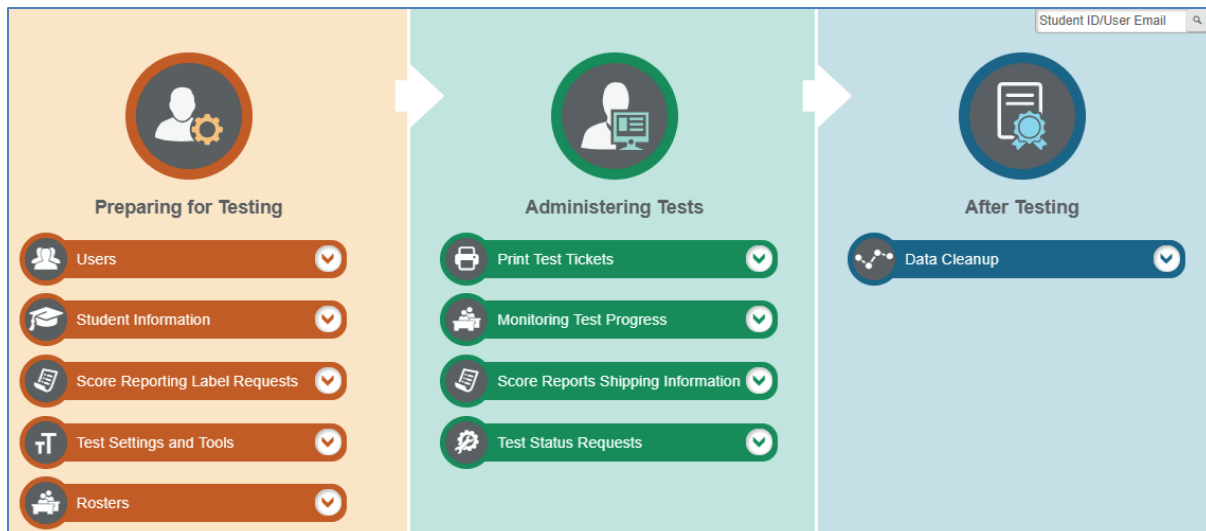 Student ID/User Email
Preparing for Testing
Users
Student Information
Score Reporting Label Requests
Test Settings and Tools
Rosters
Administering Tests
Print Test Tickets
Monitoring Test Progress
Score Reports Shipping Information
Test Status Requests
After Testing
Data Cleanup